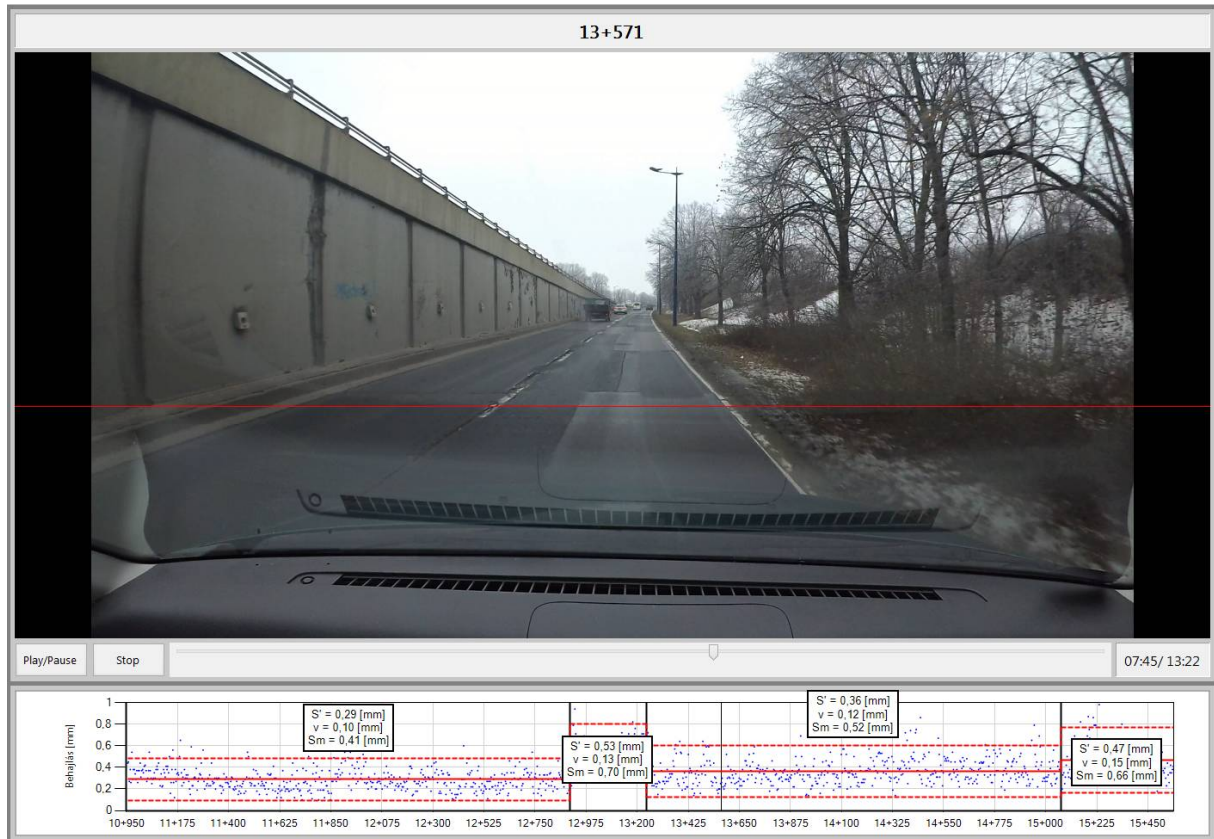 13+571
Play/Pause
Stop
07:45/ 13:22
Behajlás [mm]
1
0.8
0.6
0.4
0.2
0
S' = 0,29 [mm]
v = 0,10 [mm]
Sm = 0,41 [mm]
S' = 0,53 [mm]
v = 0,13 [mm]
Sm = 0,70 [mm]
S' = 0,36 [mm]
v = 0,12 [mm]
Sm = 0,52 [mm]
S' = 0,47 [mm]
v = 0,15 [mm]
Sm = 0,66 [mm]
10+950 11+175 11+400 11+625 11+850 12+075 12+300 12+525 12+750 12+975 13+200 13+425 13+650 13+875 14+100 14+325 14+550 14+775 15+000 15+225 15+450